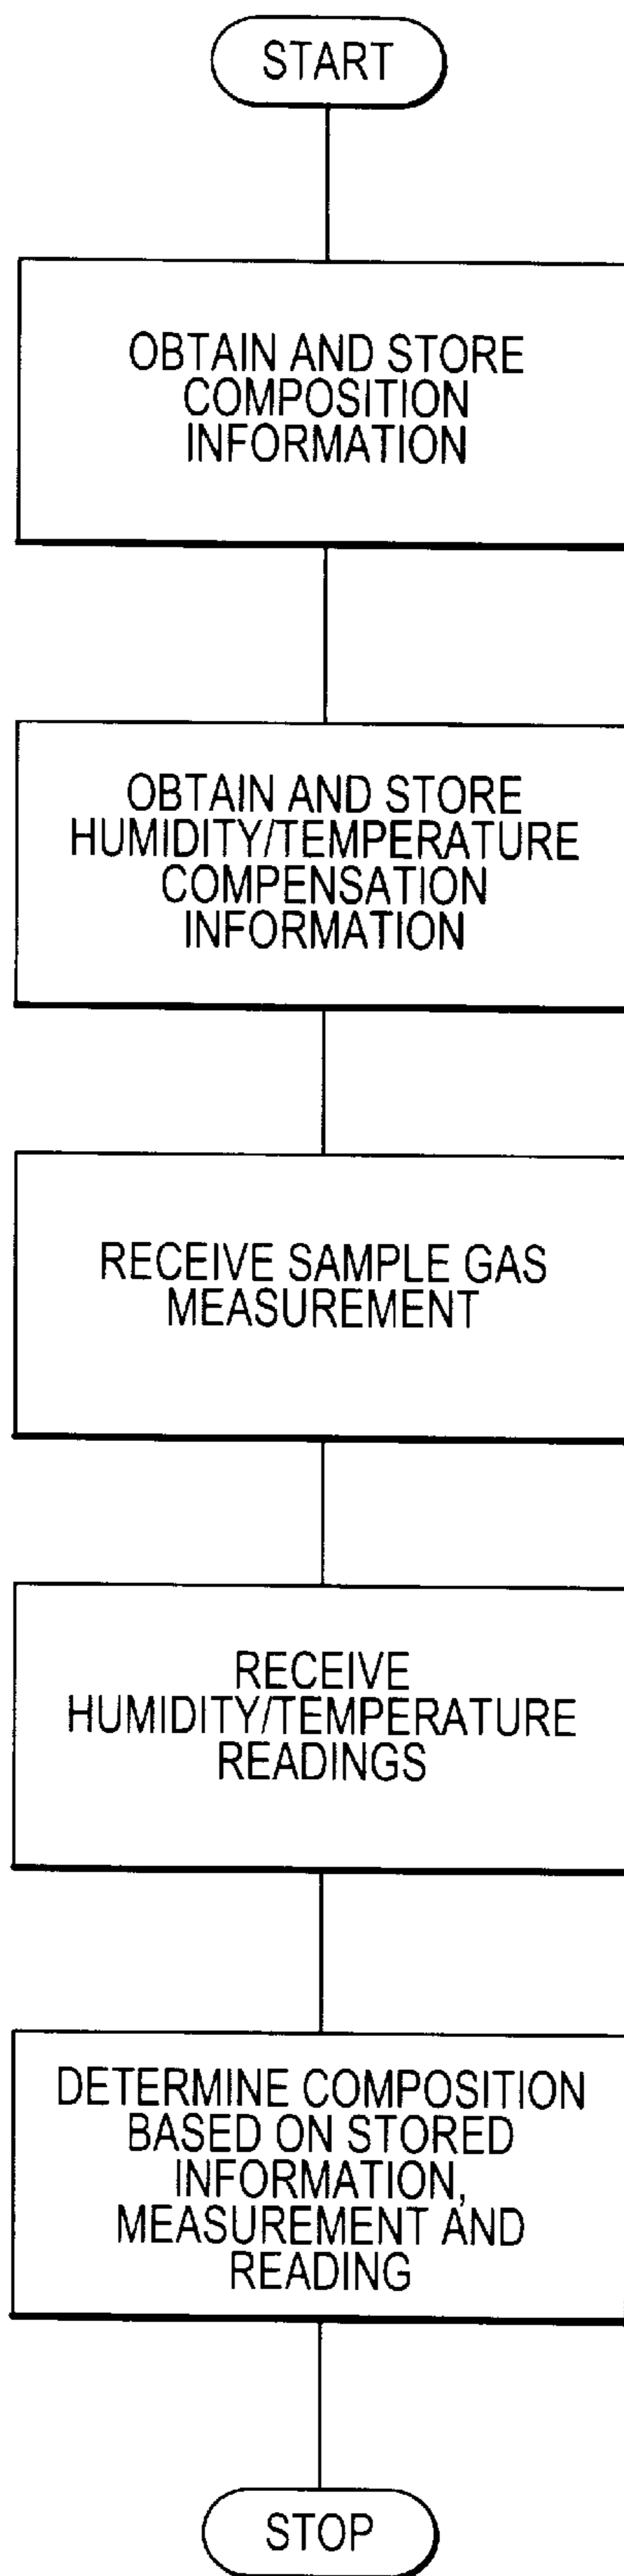 START
OBTAIN AND STORE
COMPOSITION
INFORMATION
OBTAIN AND STORE
HUMIDITY/TEMPERATURE
COMPENSATION
INFORMATION
RECEIVE SAMPLE GAS
MEASUREMENT
RECEIVE
HUMIDITY/TEMPERATURE
READINGS
DETERMINE COMPOSITION
BASED ON STORED
INFORMATION,
MEASUREMENT AND
READING
STOP